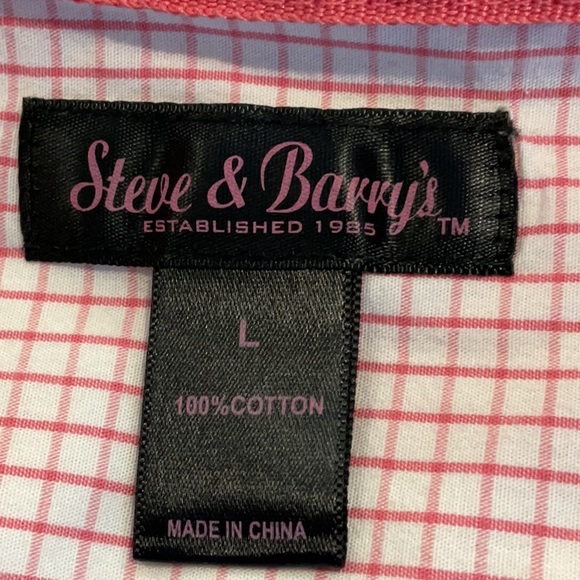 Steve & Barry's
ESTABLISHED 1985 ™
L
100%COTTON
MADE IN CHINA